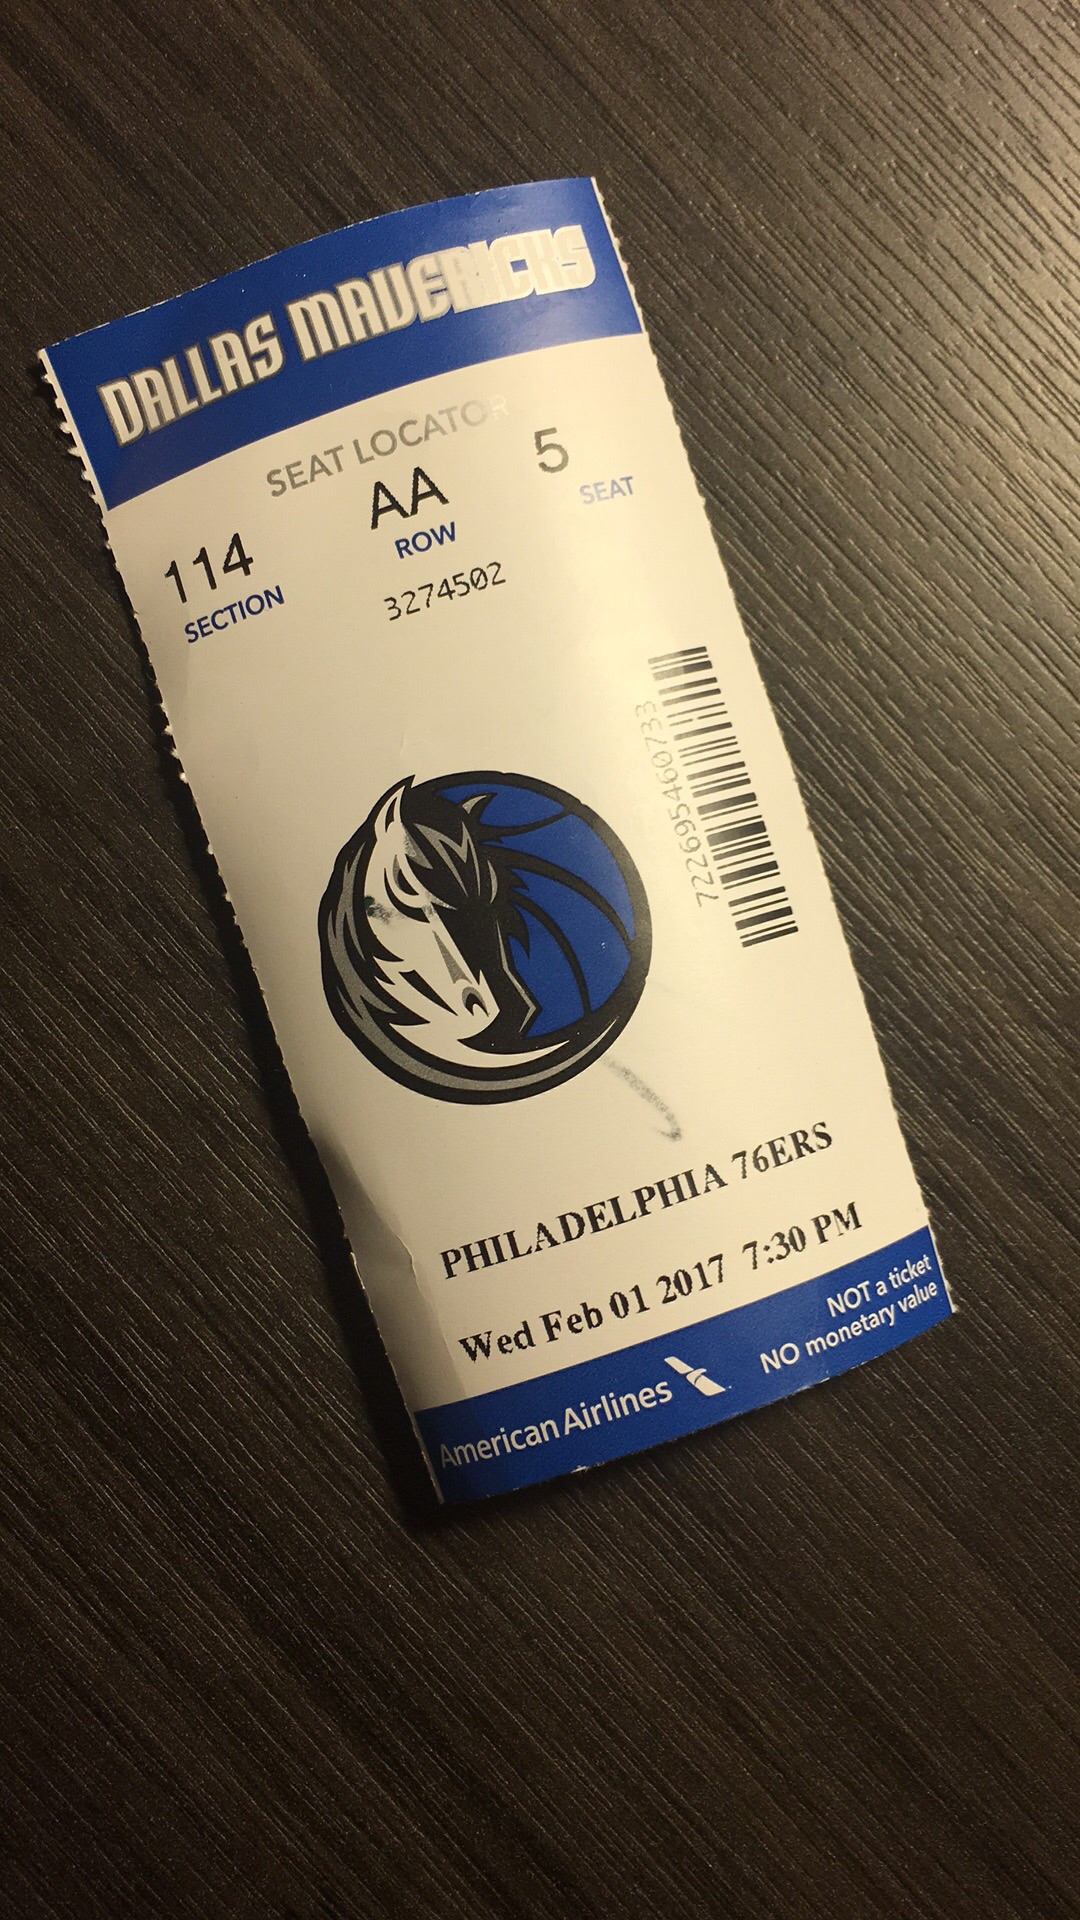 DALLAS MAVERICKS
SEAT LOCATOR
114 AA 5
SECTION ROW SEAT
3274502
722695460733
PHILADELPHIA 76ERS
Wed Feb 01 2017 7:30 PM
American Airlines
NOT a ticket
NO monetary value